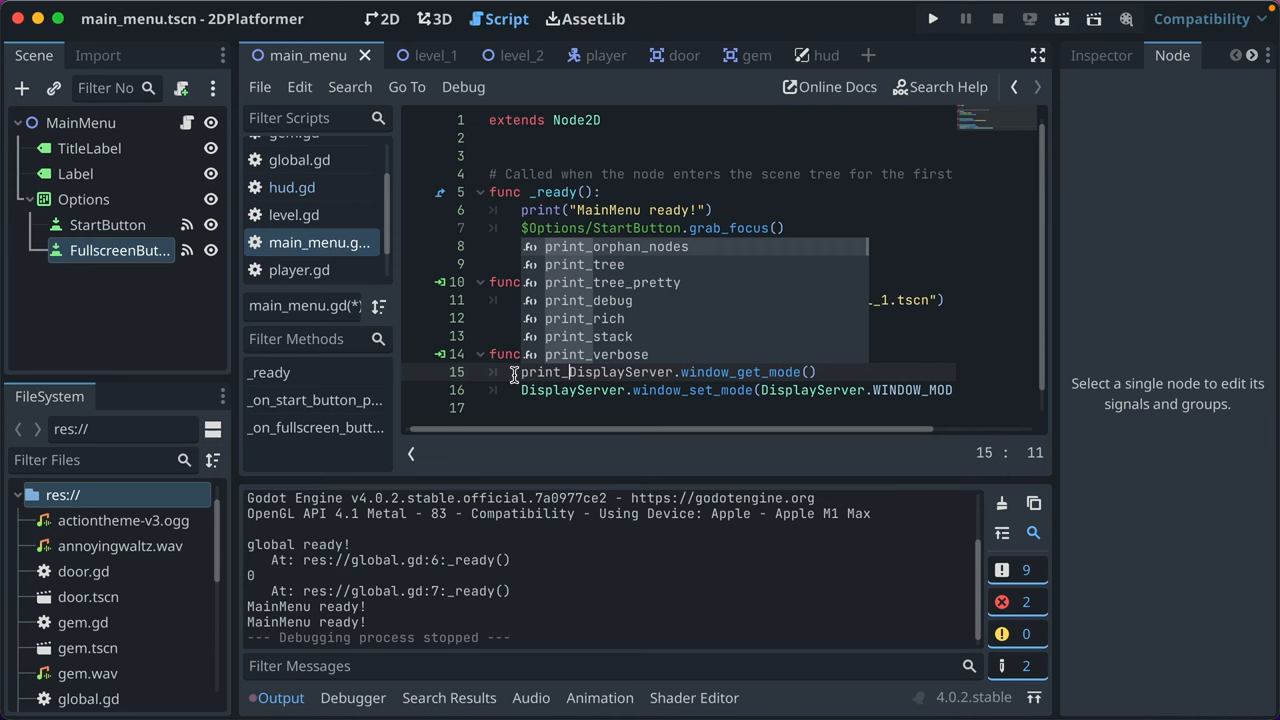 main_menu.tscn - 2DPlatformer
2D
3D
Script
AssetLib
Compatibility
Scene
Import
main_menu
level_1
level_2
player
door
gem
hud
Inspector
Node
Filter No
File
Edit
Search
Go To
Debug
Online Docs
Search Help
MainMenu
TitleLabel
Label
Options
StartButton
FullscreenBut...
Filter Scripts
global.gd
hud.gd
level.gd
main_menu.g...
player.gd
main_menu.gd(*)
Filter Methods
_ready
_on_start_button_p...
_on_fullscreen_butt...
1 extends Node2D
2
3
4 # Called when the node enters the scene tree for the first
5 func _ready():
6 print("MainMenu ready!")
7 $Options/StartButton.grab_focus()
8 print_orphan_nodes
9 print_tree
10 func print_tree_pretty
11 print_debug _1.tscn")
12 print_rich
13 print_stack
14 func print_verbose
15 print_DisplayServer.window_get_mode()
16 DisplayServer.window_set_mode(DisplayServer.WINDOW_MOD
17
15 : 11
Select a single node to edit its
signals and groups.
FileSystem
res://
Filter Files
res://
actiontheme-v3.ogg
annoyingwaltz.wav
door.gd
door.tscn
gem.gd
gem.tscn
gem.wav
global.gd
Godot Engine v4.0.2.stable.official.7a0977ce2 - https://godotengine.org
OpenGL API 4.1 Metal - 83 - Compatibility - Using Device: Apple - Apple M1 Max
global ready!
At: res://global.gd:6:_ready()
0
At: res://global.gd:7:_ready()
MainMenu ready!
MainMenu ready!
--- Debugging process stopped ---
9
2
0
2
Filter Messages
Output
Debugger
Search Results
Audio
Animation
Shader Editor
4.0.2.stable